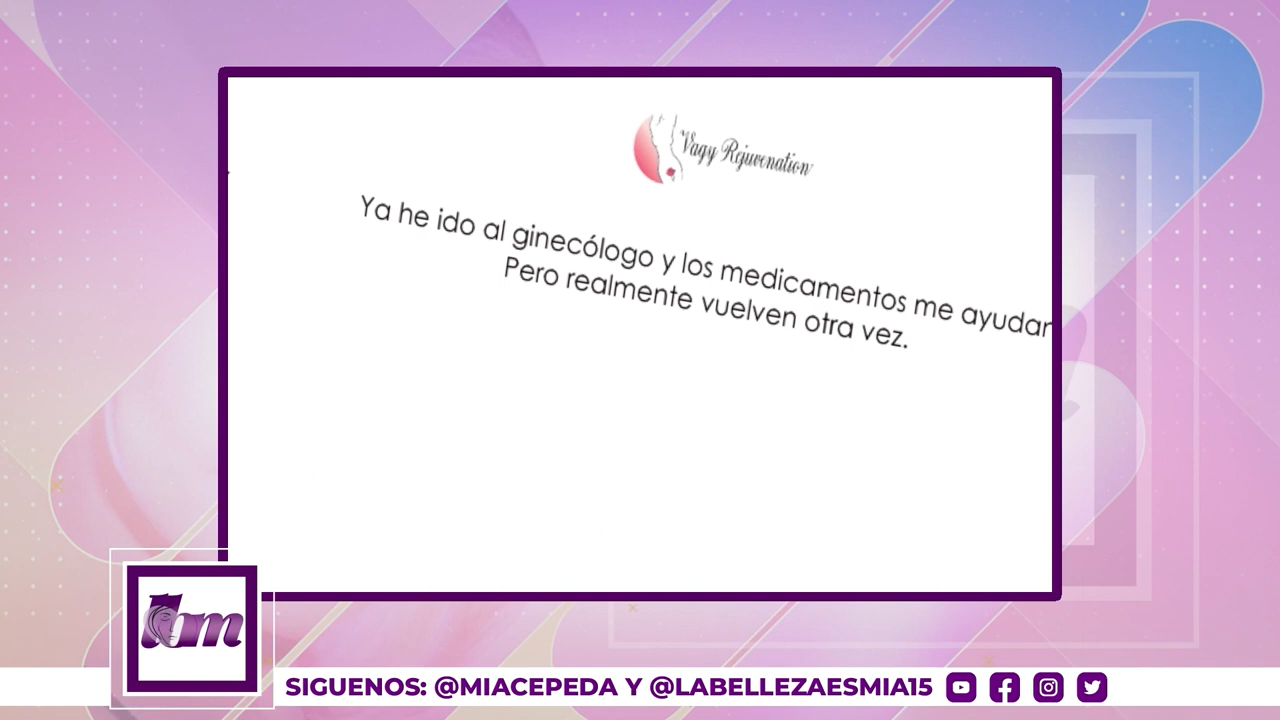 Vagy Rejuvenation
Ya he ido al ginecólogo y los medicamentos me ayudan
Pero realmente vuelven otra vez.
SIGUENOS: @MIACEPEDA Y @LABELLEZAESMIA15